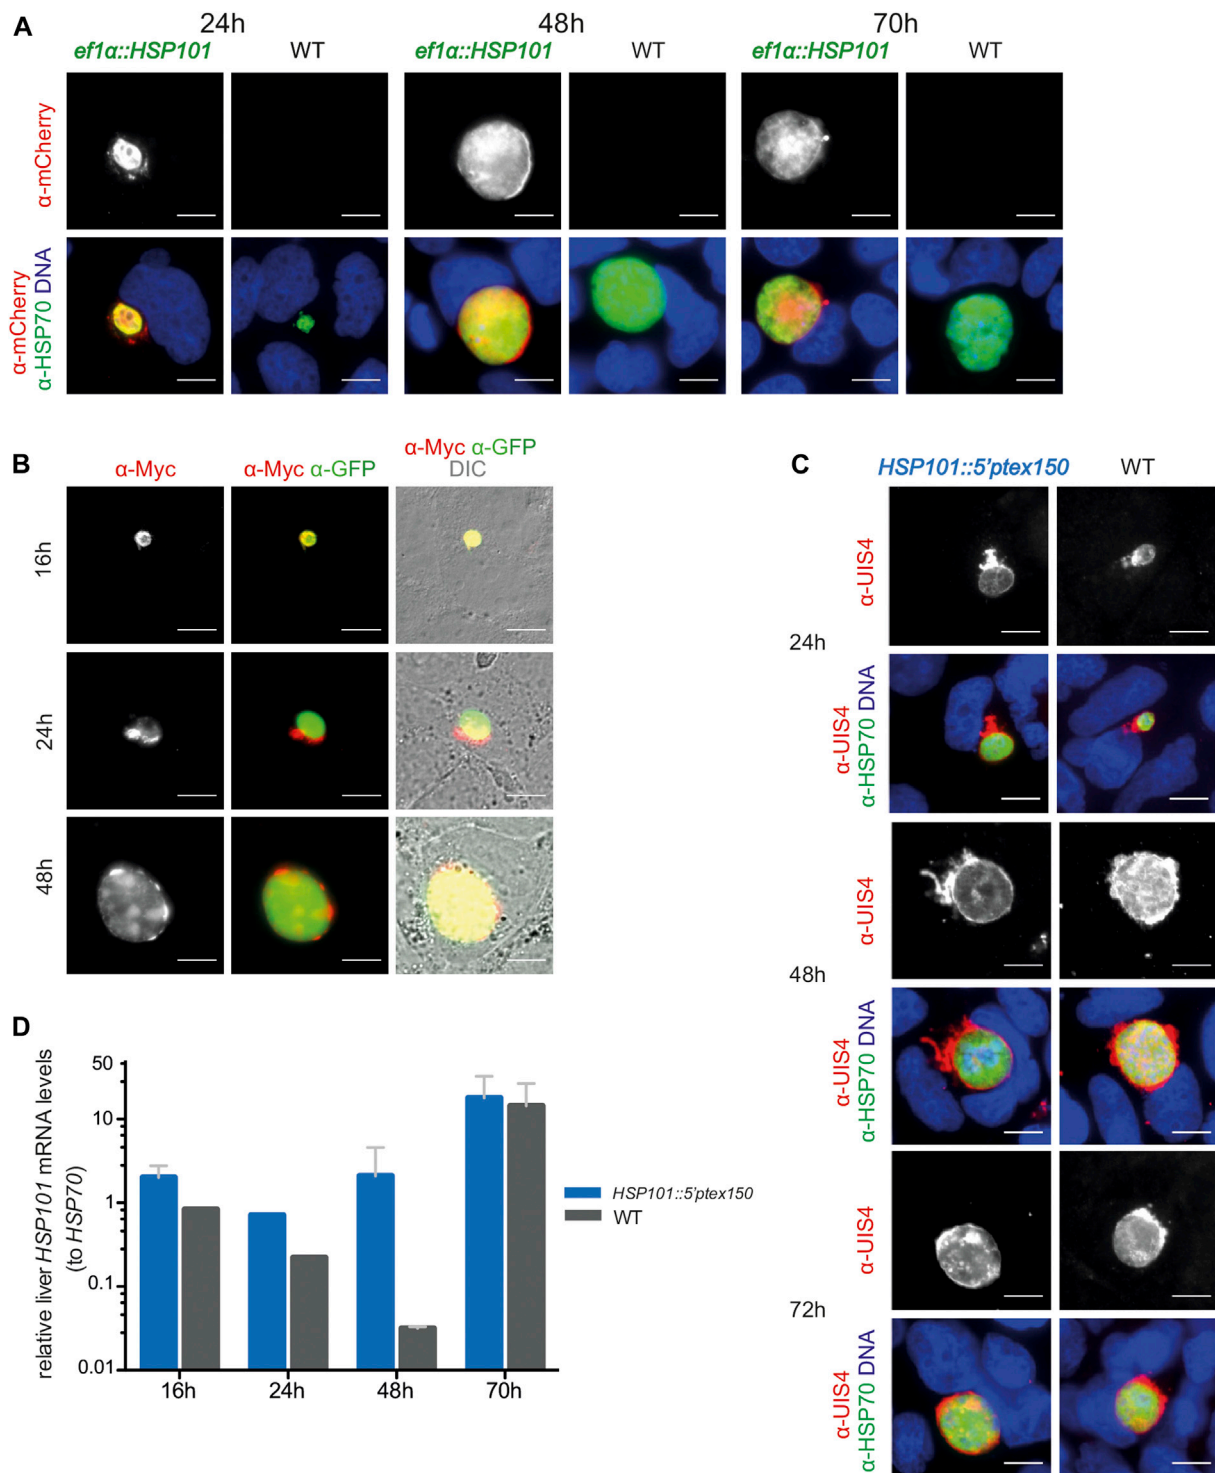 A
24h
48h
70h
ef1α::HSP101
WT
ef1α::HSP101
WT
ef1α::HSP101
WT
α-mCherry
α-mCherry
α-HSP70 DNA
B
α-Myc
α-Myc α-GFP
α-Myc α-GFP
DIC
16h
24h
48h
C
HSP101::5'ptex150
WT
α-UIS4
24h
α-UIS4
α-HSP70 DNA
α-UIS4
48h
α-UIS4
α-HSP70 DNA
α-UIS4
72h
α-UIS4
α-HSP70 DNA
D
relative liver HSP101 mRNA levels
(to HSP70)
50
10
1
0.1
0.01
16h
24h
48h
70h
HSP101::5'ptex150
WT